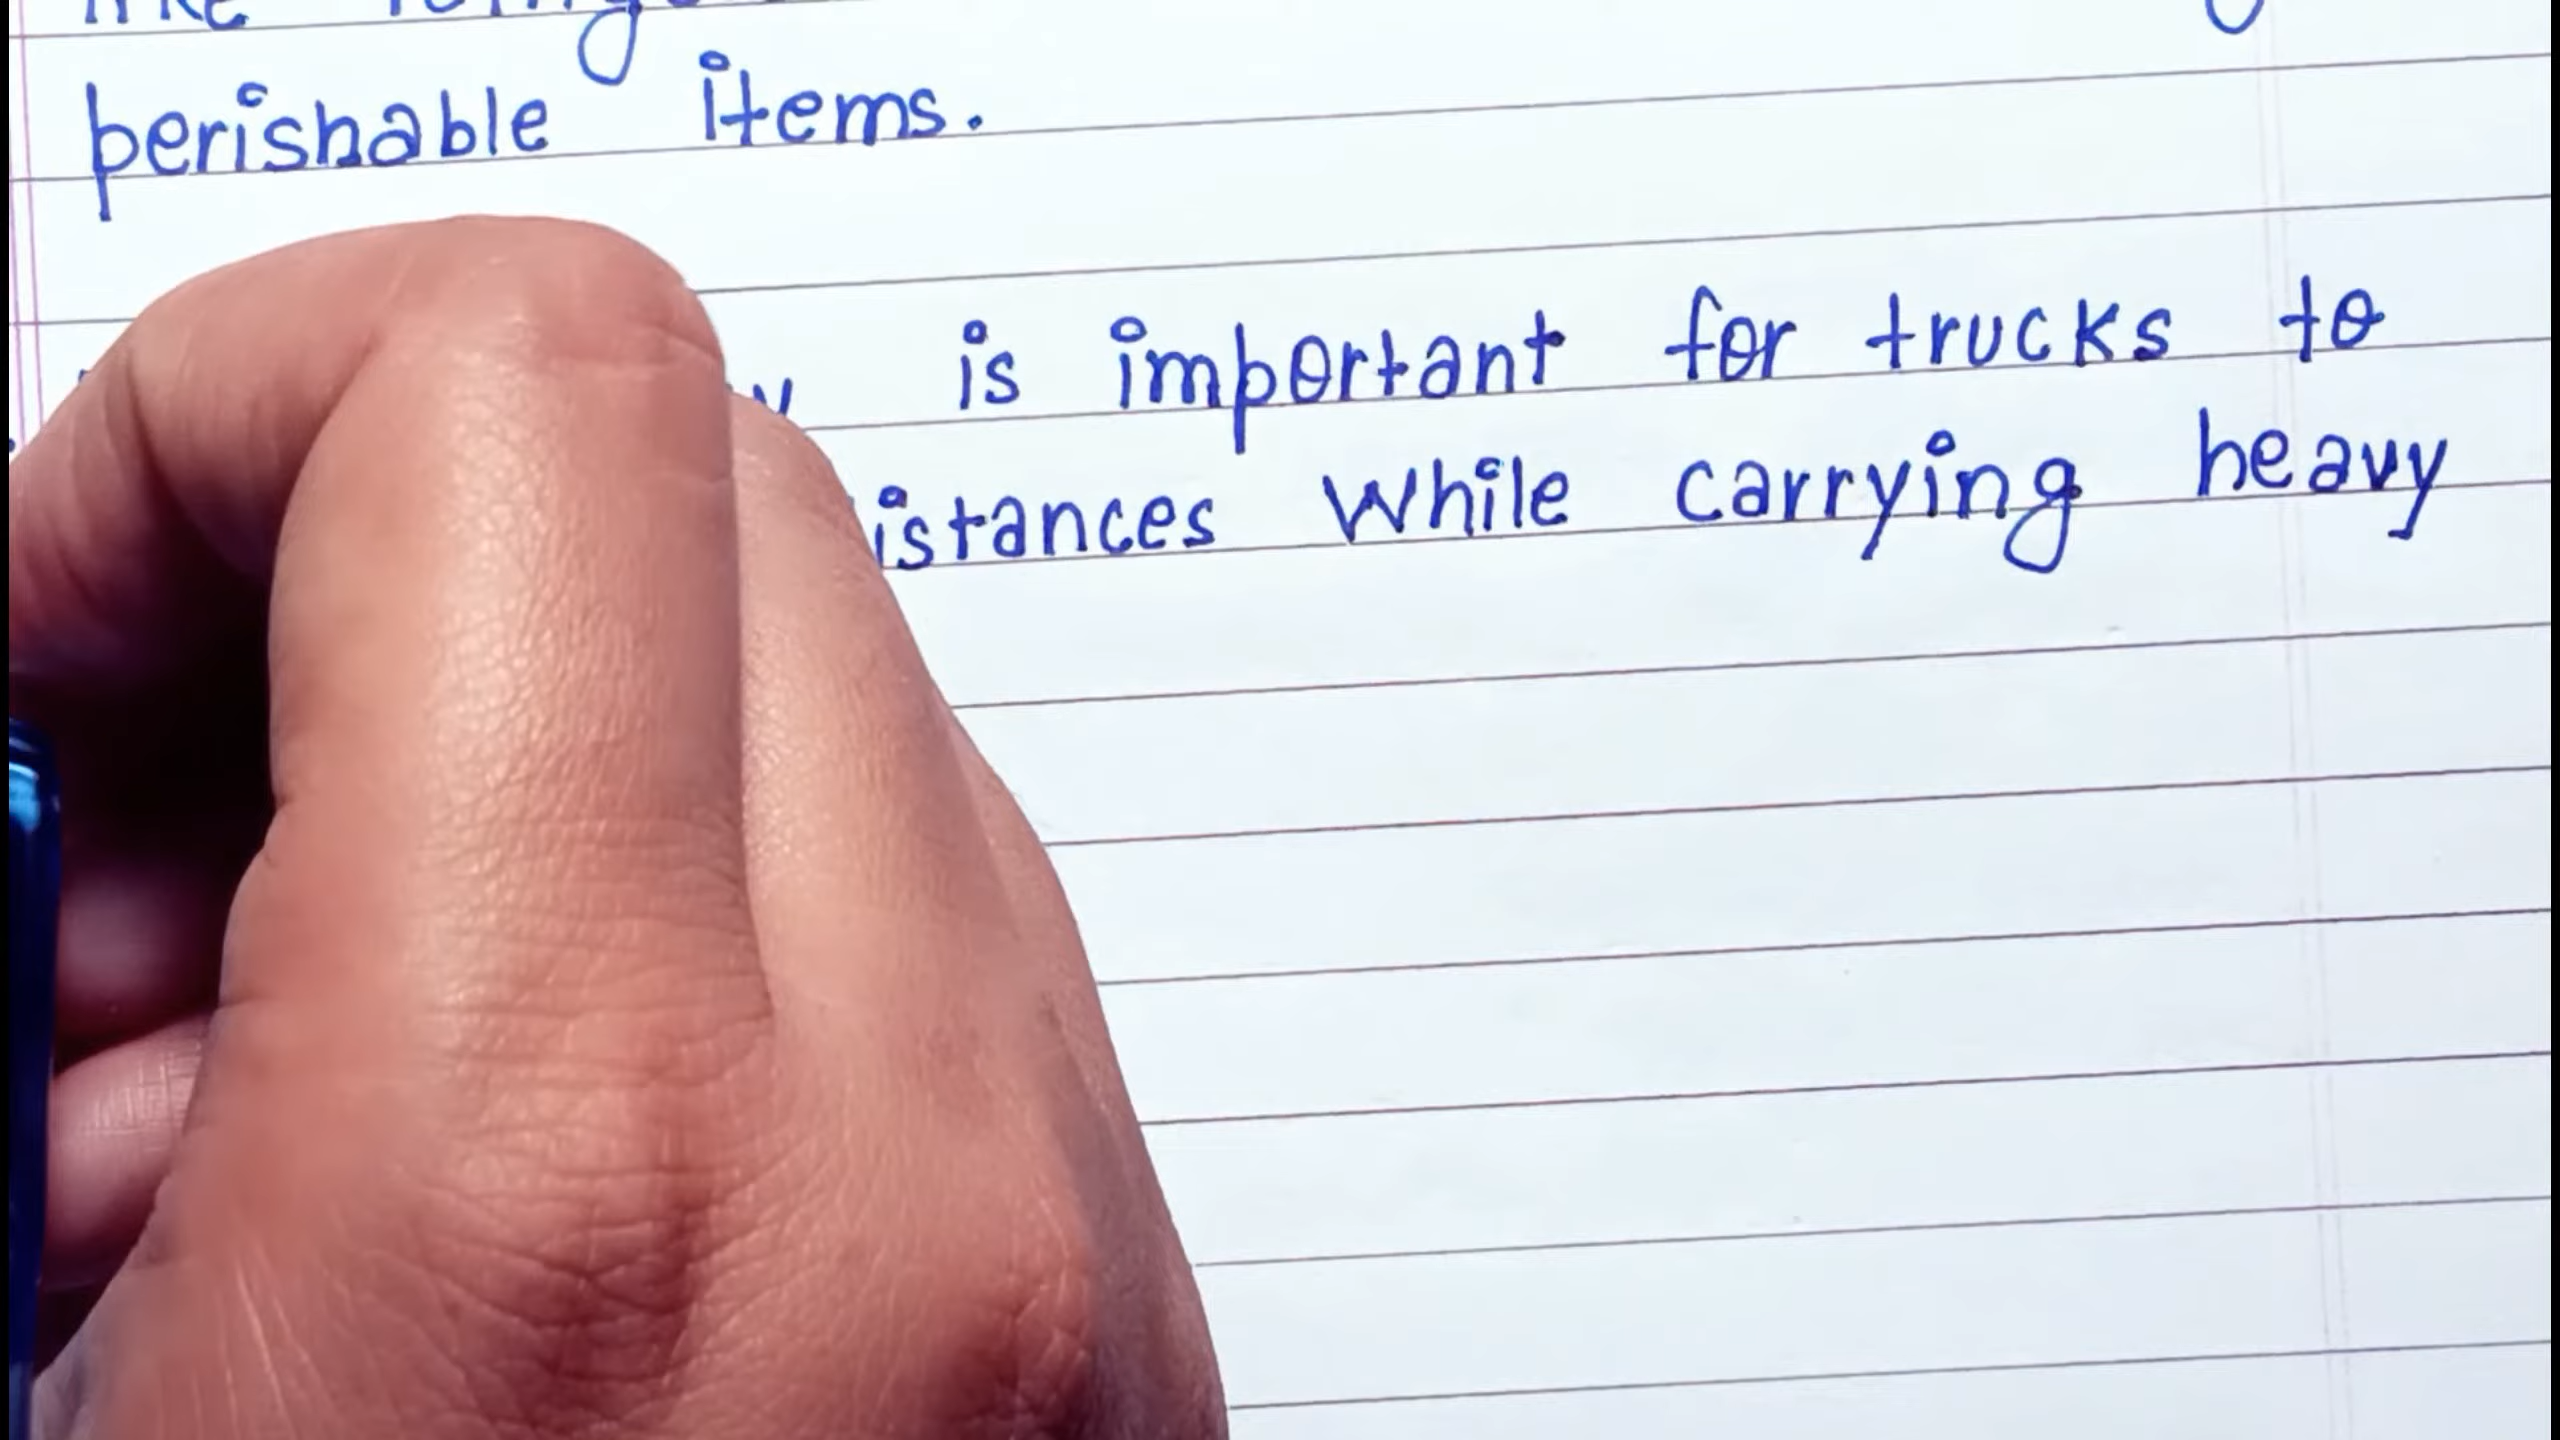 perishable items.
is important for trucks to
istances while carrying heavy